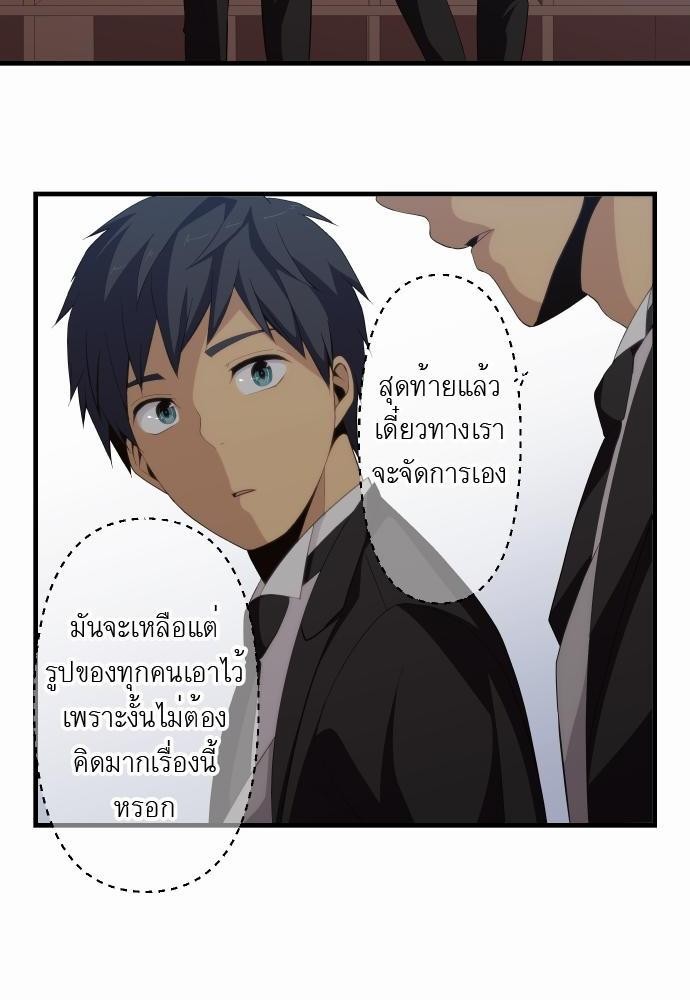 สุดท้ายแล้ว
เดี๋ยวทางเรา
จะจัดการเอง
มันจะเหลือแต่
รูปของทุกคนเอาไว้
เพราะงั้นไม่ต้อง
คิดมากเรื่องนี้
หรอก